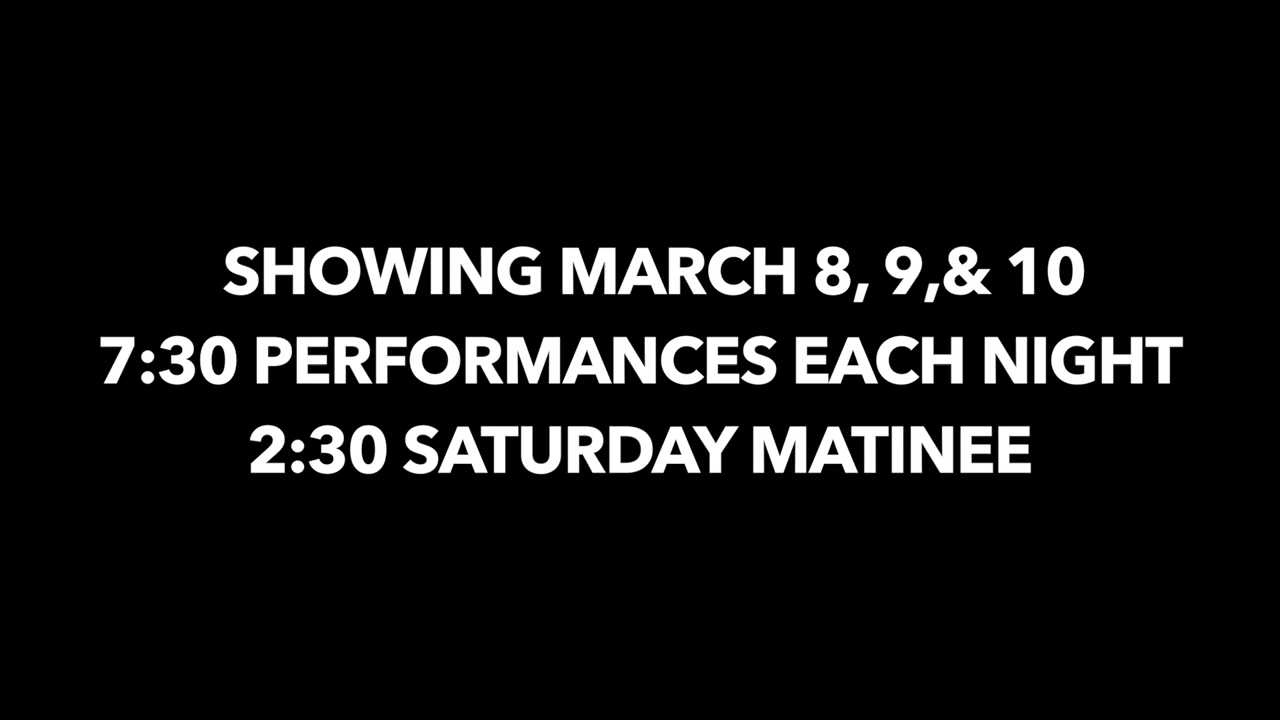 SHOWING MARCH 8, 9,& 10
7:30 PERFORMANCES EACH NIGHT
2:30 SATURDAY MATINEE